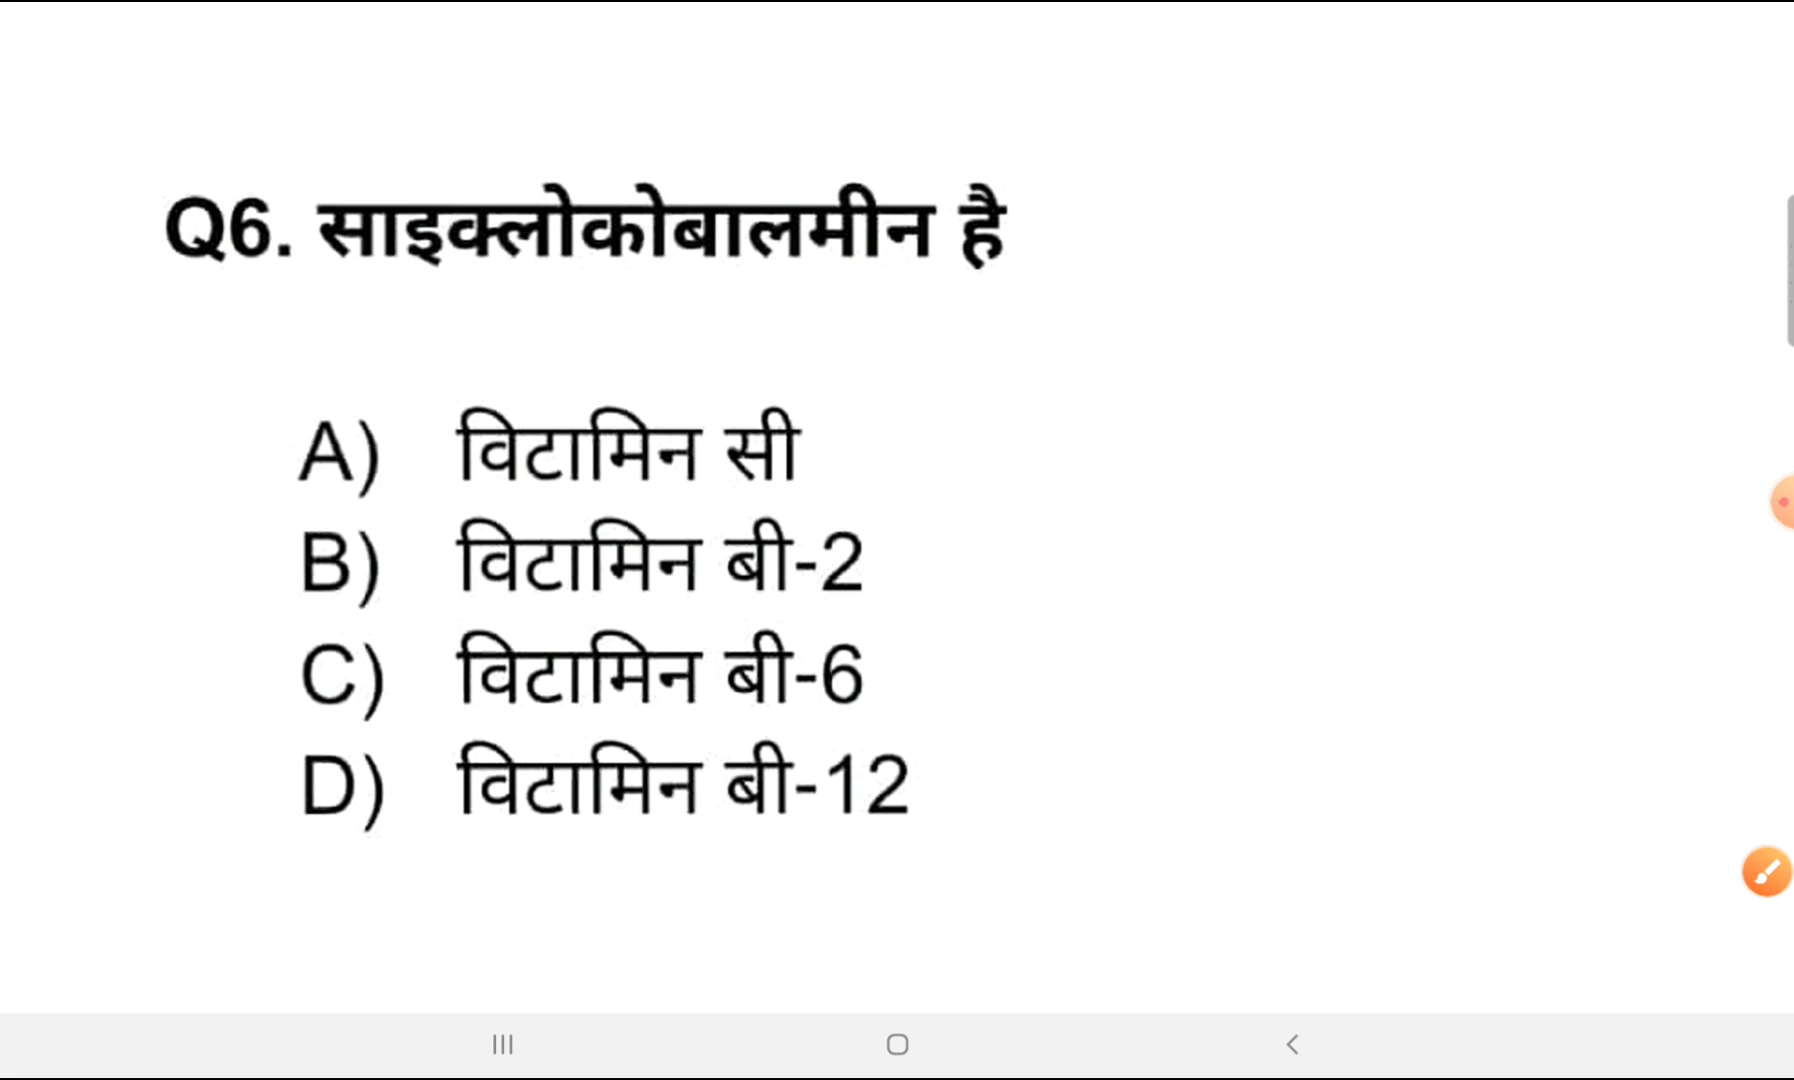 Q6. साइक्लोकोबालमीन है
A) विटामिन सी
B) विटामिन बी-2
C) विटामिन बी-6
D) विटामिन बी-12